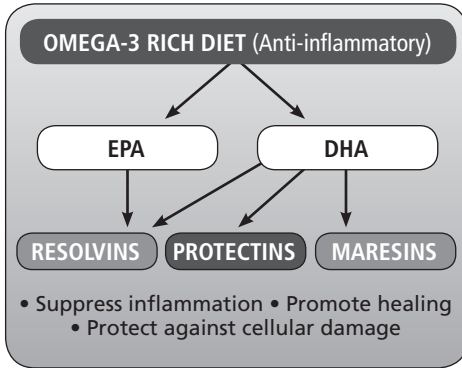 OMEGA-3 RICH DIET (Anti-inflammatory)
EPA DHA
RESOLVINS PROTECTINS MARESINS
• Suppress inflammation • Promote healing
• Protect against cellular damage